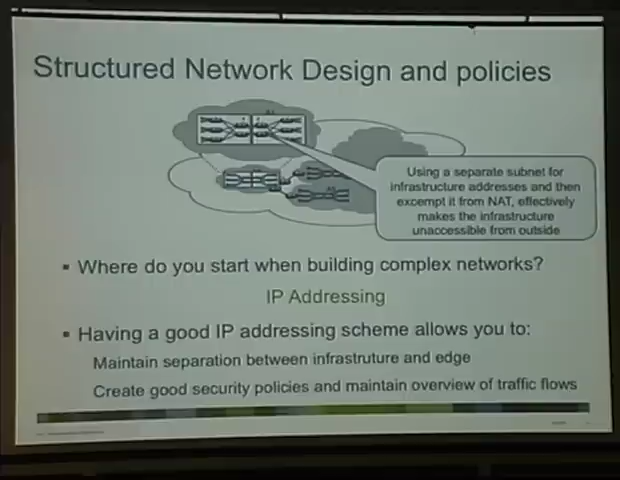 Structured Network Design and policies
Using a separate subnet for
infrastructure addresses and then
excempt it from NAT, effectively
makes the infrastructure
unaccessible from outside
▪ Where do you start when building complex networks?
IP Addressing
▪ Having a good IP addressing scheme allows you to:
Maintain separation between infrastruture and edge
Create good security policies and maintain overview of traffic flows